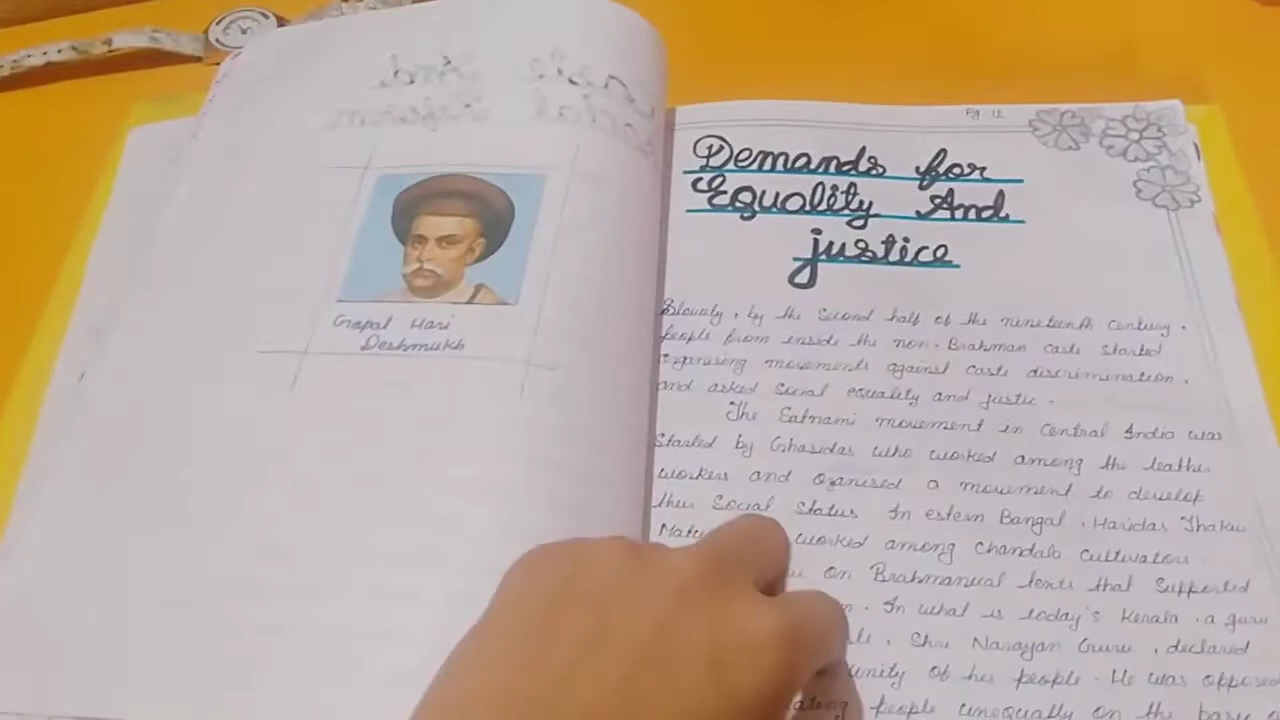 Gopal Hari
Deshmukh
Pg. 12
Demands for
Equality And
justice
Slowly, by the second half of the nineteenth century.
people from inside the non-Brahman caste started
organising movements against caste discrimination.
and asked social equality and justic.
The Satnami movement in central India was
started by Ghasidas who worked among the leather
workers and organised a movement to develop
their Social status In estern Bangal, Haridas Thaku
worked among Chandala cultivators.
on Brahmanical texts that supported
In what is today's Kerala. a guru
Shri Narayan Guru, declared
unity of his people. He was opposed
people unequally on the basis